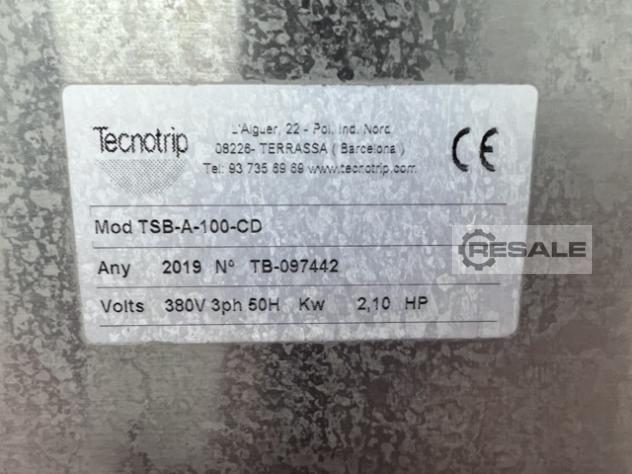 Tecnotrip
L'Alguer, 22 - Pol. Ind. Nord
08226- TERRASSA ( Barcelona )
Tel: 93 735 69 69 www.tecnotrip.com
CE
Mod TSB-A-100-CD
Any 2019 Nº TB-097442
RESALE
Volts 380V 3ph 50H Kw 2,10 HP